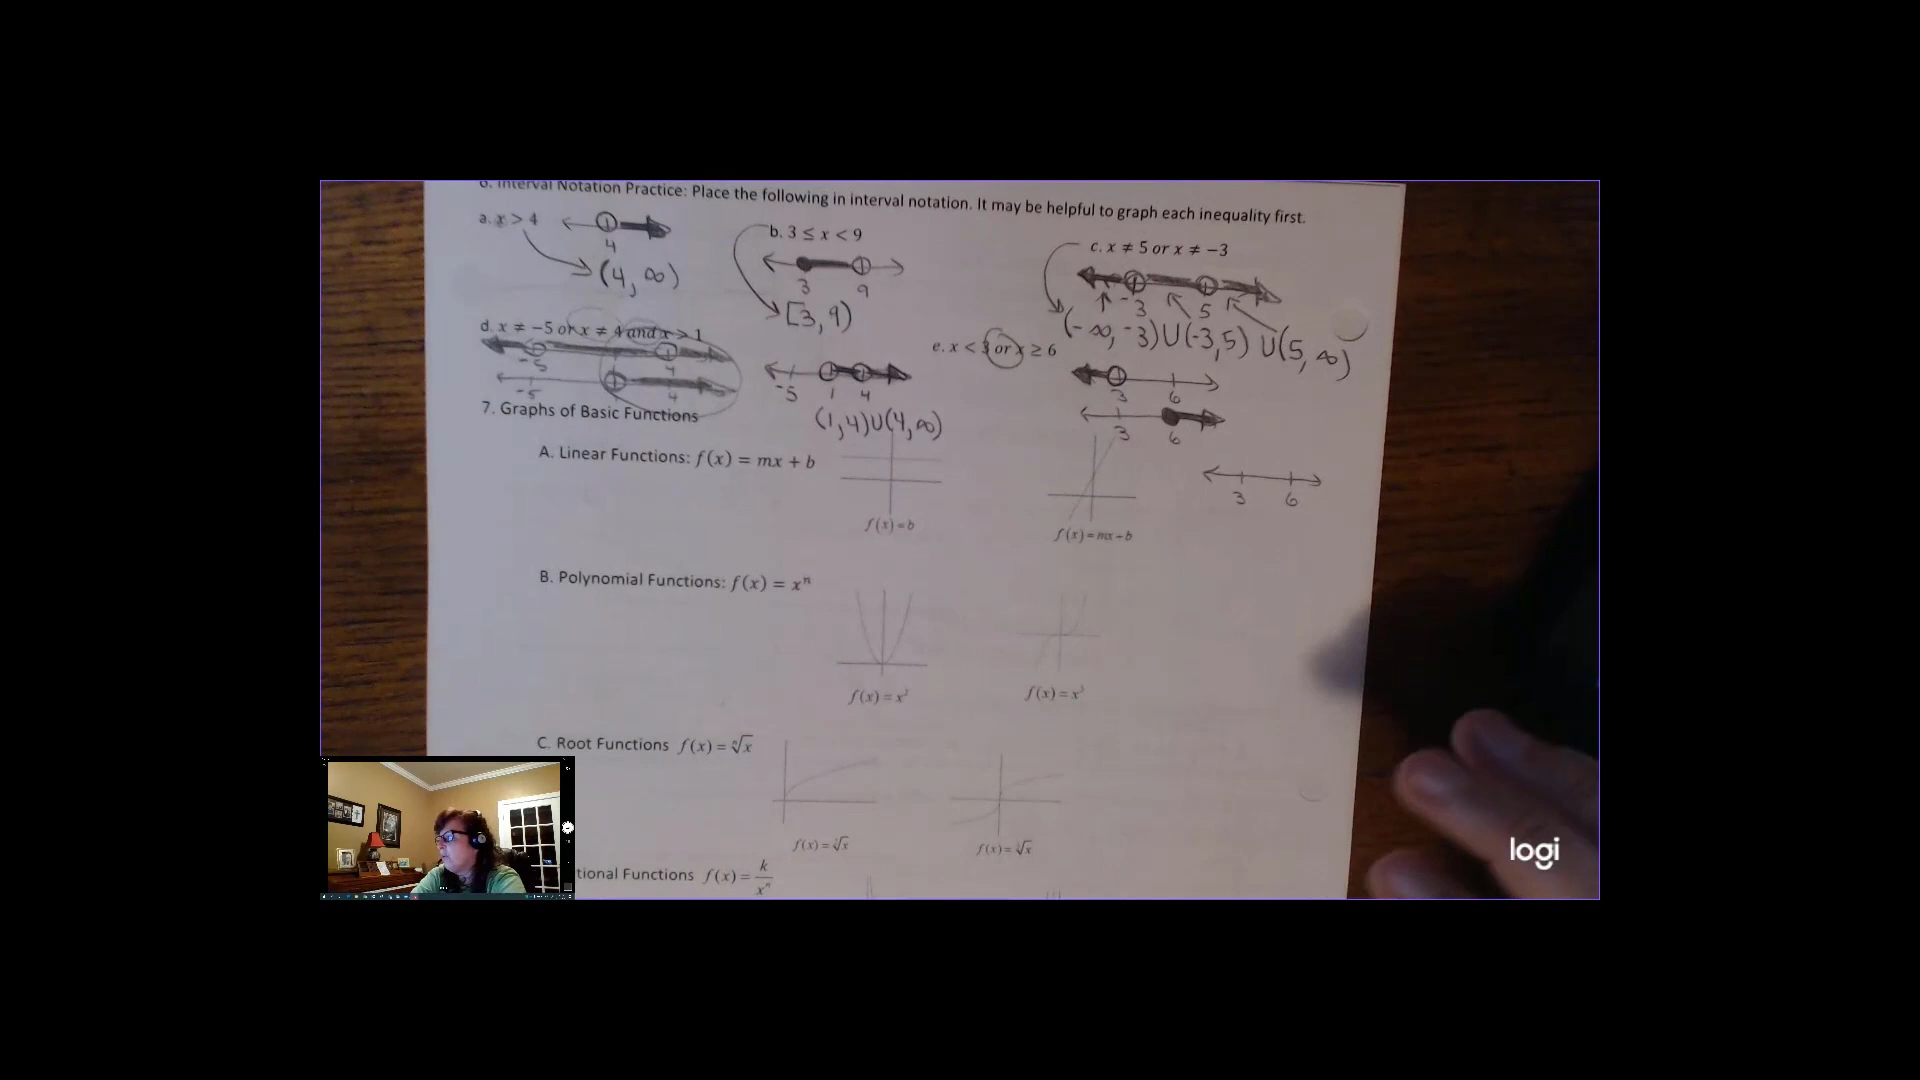 6. Interval Notation Practice: Place the following in interval notation. It may be helpful to graph each inequality first.
a. x > 4
4
(4, ∞)
b. 3 ≤ x < 9
3 9
[3, 9)
c. x ≠ 5 or x ≠ −3
-3 5
(-∞, -3) ∪ (-3, 5) ∪ (5, ∞)
d. x ≠ −5 or x ≠ 4 and x > 1
-5 4
-5 4
-5 1 4
(1, 4) ∪ (4, ∞)
e. x < 3 or x ≥ 6
3 6
3 6
3 6
7. Graphs of Basic Functions
A. Linear Functions: f(x) = mx + b
f(x) = b
f(x) = mx + b
B. Polynomial Functions: f(x) = xⁿ
f(x) = x²
f(x) = x³
C. Root Functions f(x) = ⁿ√x
f(x) = ²√x
f(x) = ³√x
tional Functions f(x) = k/xⁿ
logi